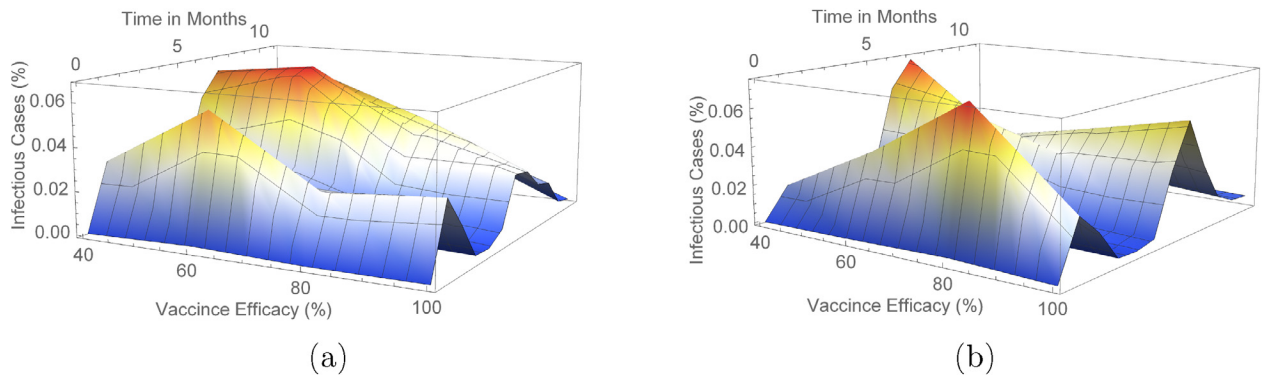 Time in Months
0 5 10
Infectious Cases (%)
0.06
0.04
0.02
0.00
40 60 80 100
Vaccince Efficacy (%)
(a)
Time in Months
0 5 10
Infectious Cases (%)
0.06
0.04
0.02
0.00
40 60 80 100
Vaccince Efficacy (%)
(b)